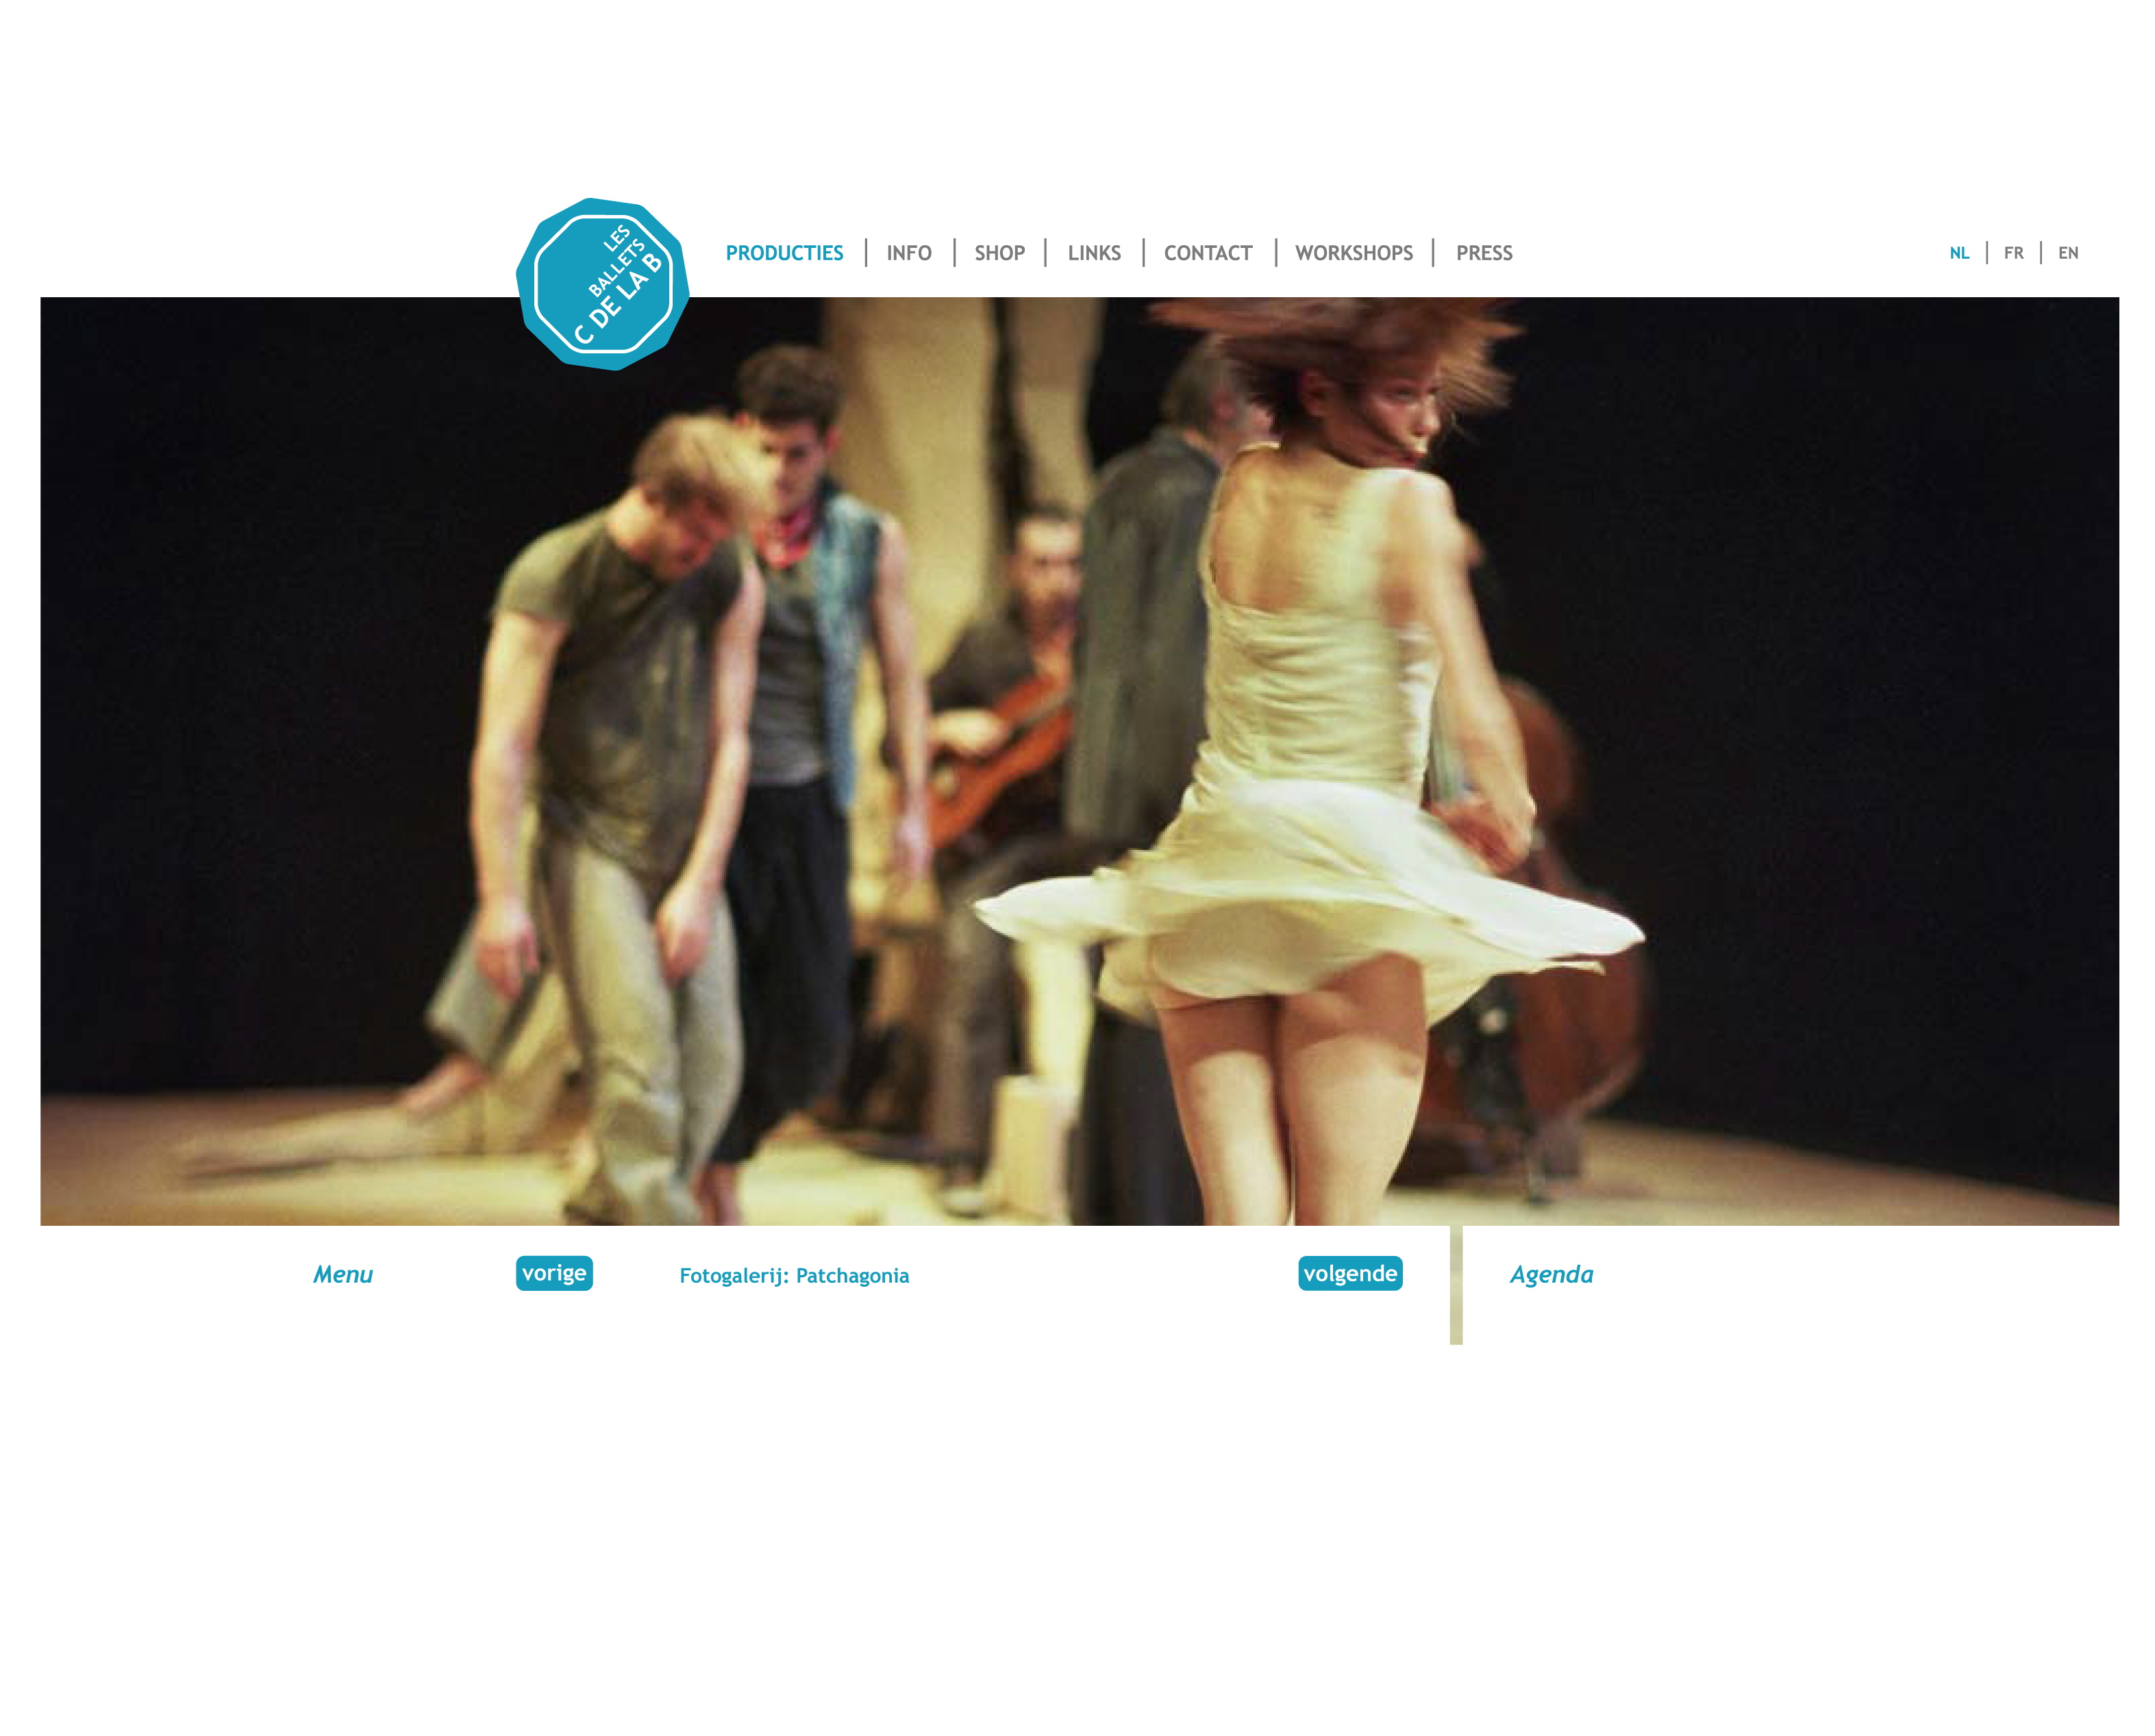 LES
BALLETS
C DE LA B
PRODUCTIES | INFO | SHOP | LINKS | CONTACT | WORKSHOPS | PRESS
NL | FR | EN
Menu
vorige
Fotogalerij: Patchagonia
volgende
Agenda